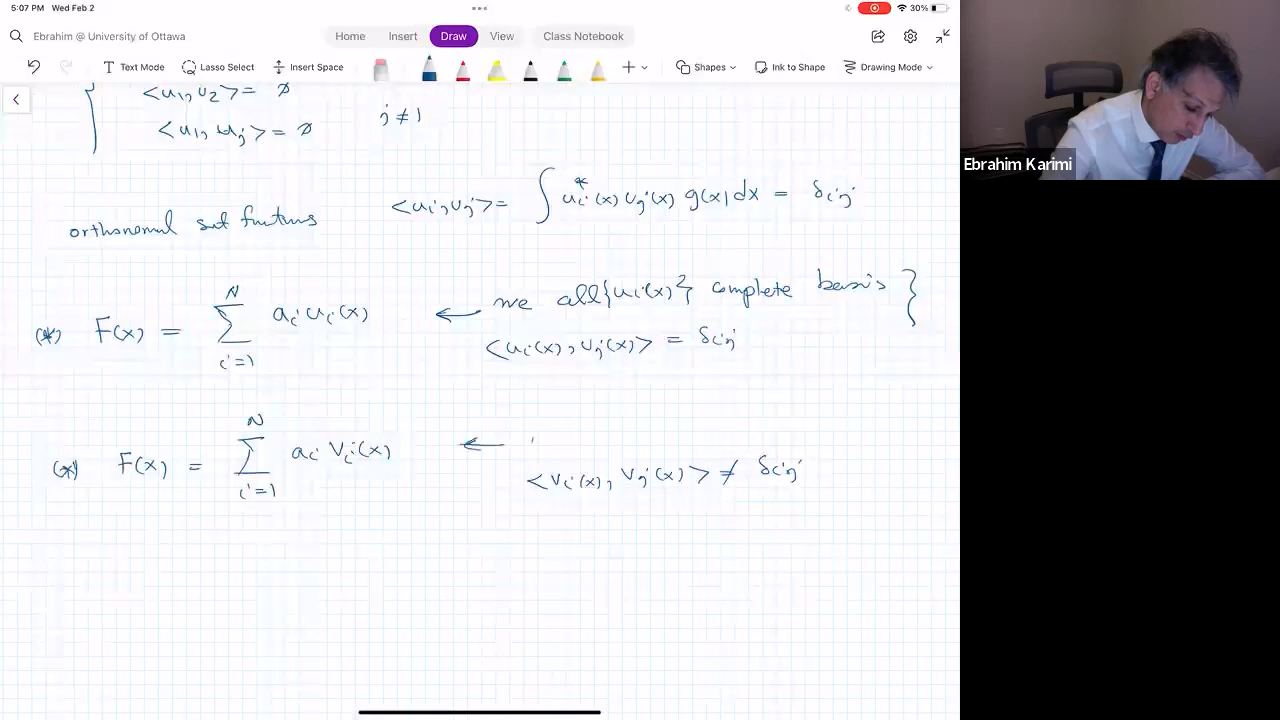 5:07 PM Wed Feb 2
30%
Ebrahim @ University of Ottawa
Home Insert Draw View Class Notebook
Text Mode Lasso Select Insert Space Shapes Ink to Shape Drawing Mode
<u1, u2> = ∅
<u1, uj> = ∅ j ≠ 1
<ui, uj> = ∫ ui*(x) uj(x) g(x) dx = δij
orthonormal set functions
(*) F(x) = Σ_{i=1}^{N} ai ui(x) ← we all {ui(x)} complete basis }
<ui(x), uj(x)> = δij
(*) F(x) = Σ_{i=1}^{N} ai Vi(x) ←
<vi(x), vj(x)> ≠ δij
Ebrahim Karimi